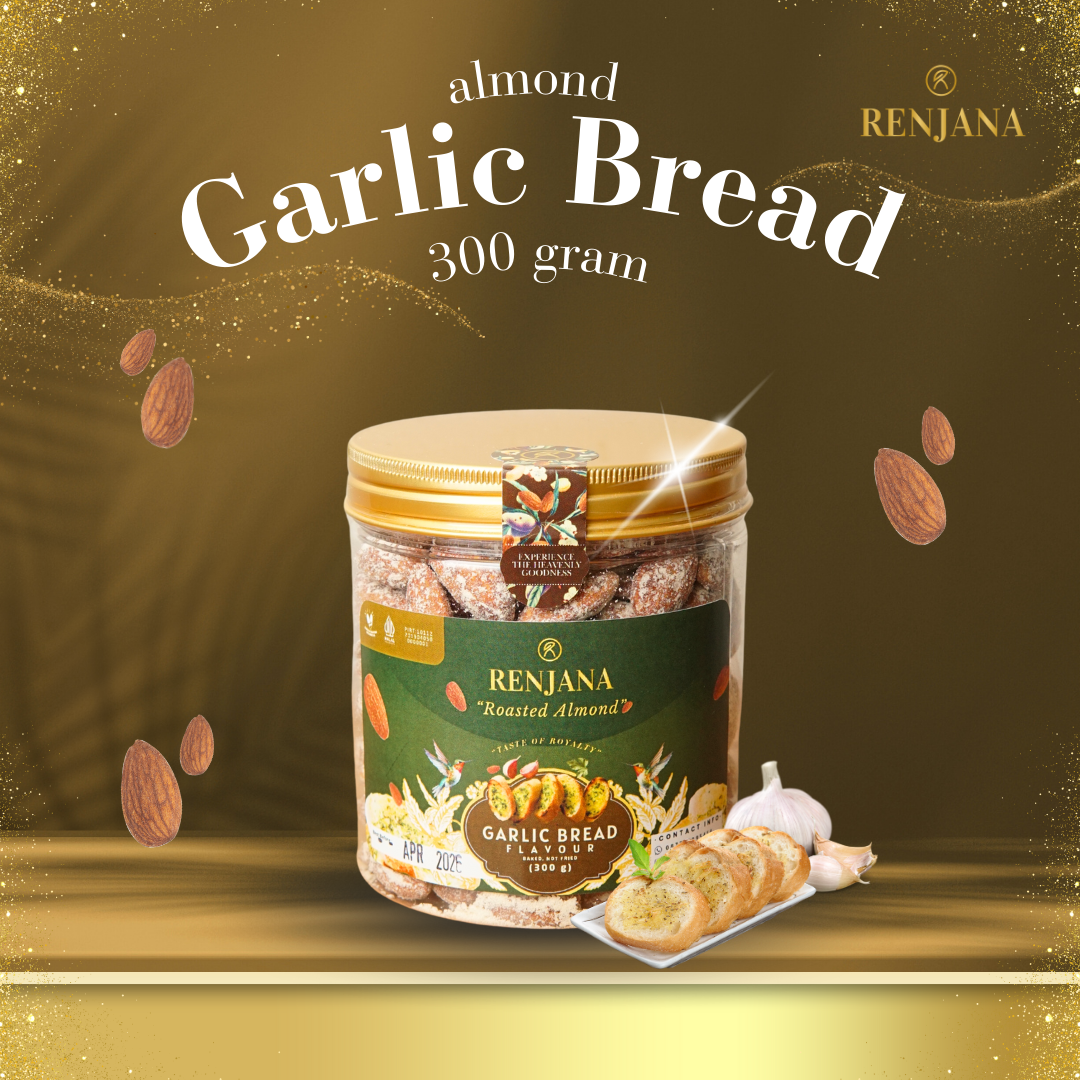 almond
Garlic Bread
300 gram
RENJANA
EXPERIENCE
THE HEAVENLY
GOODNESS
RENJANA
“Roasted Almond”
-TASTE OF ROYALTY-
GARLIC BREAD
FLAVOUR
BAKED, NOT FRIED
(300 g)
APR 2026
CONTACT INFO